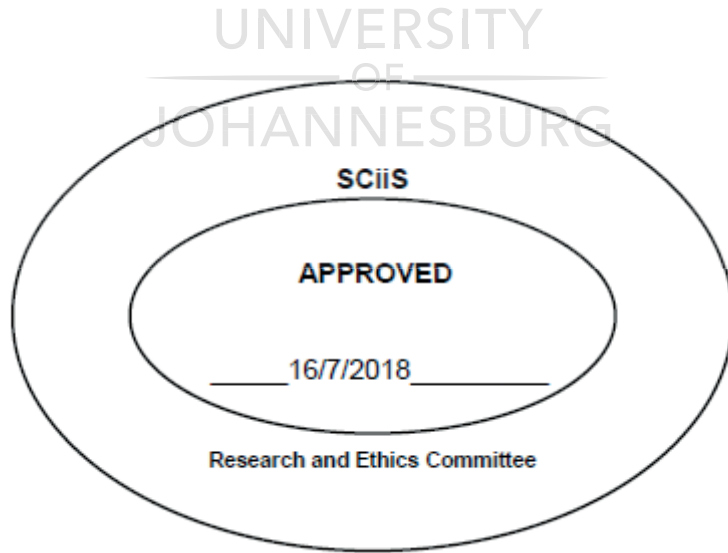 UNIVERSITY
OF
JOHANNESBURG
SCiiS
APPROVED
_____16/7/2018_________
Research and Ethics Committee